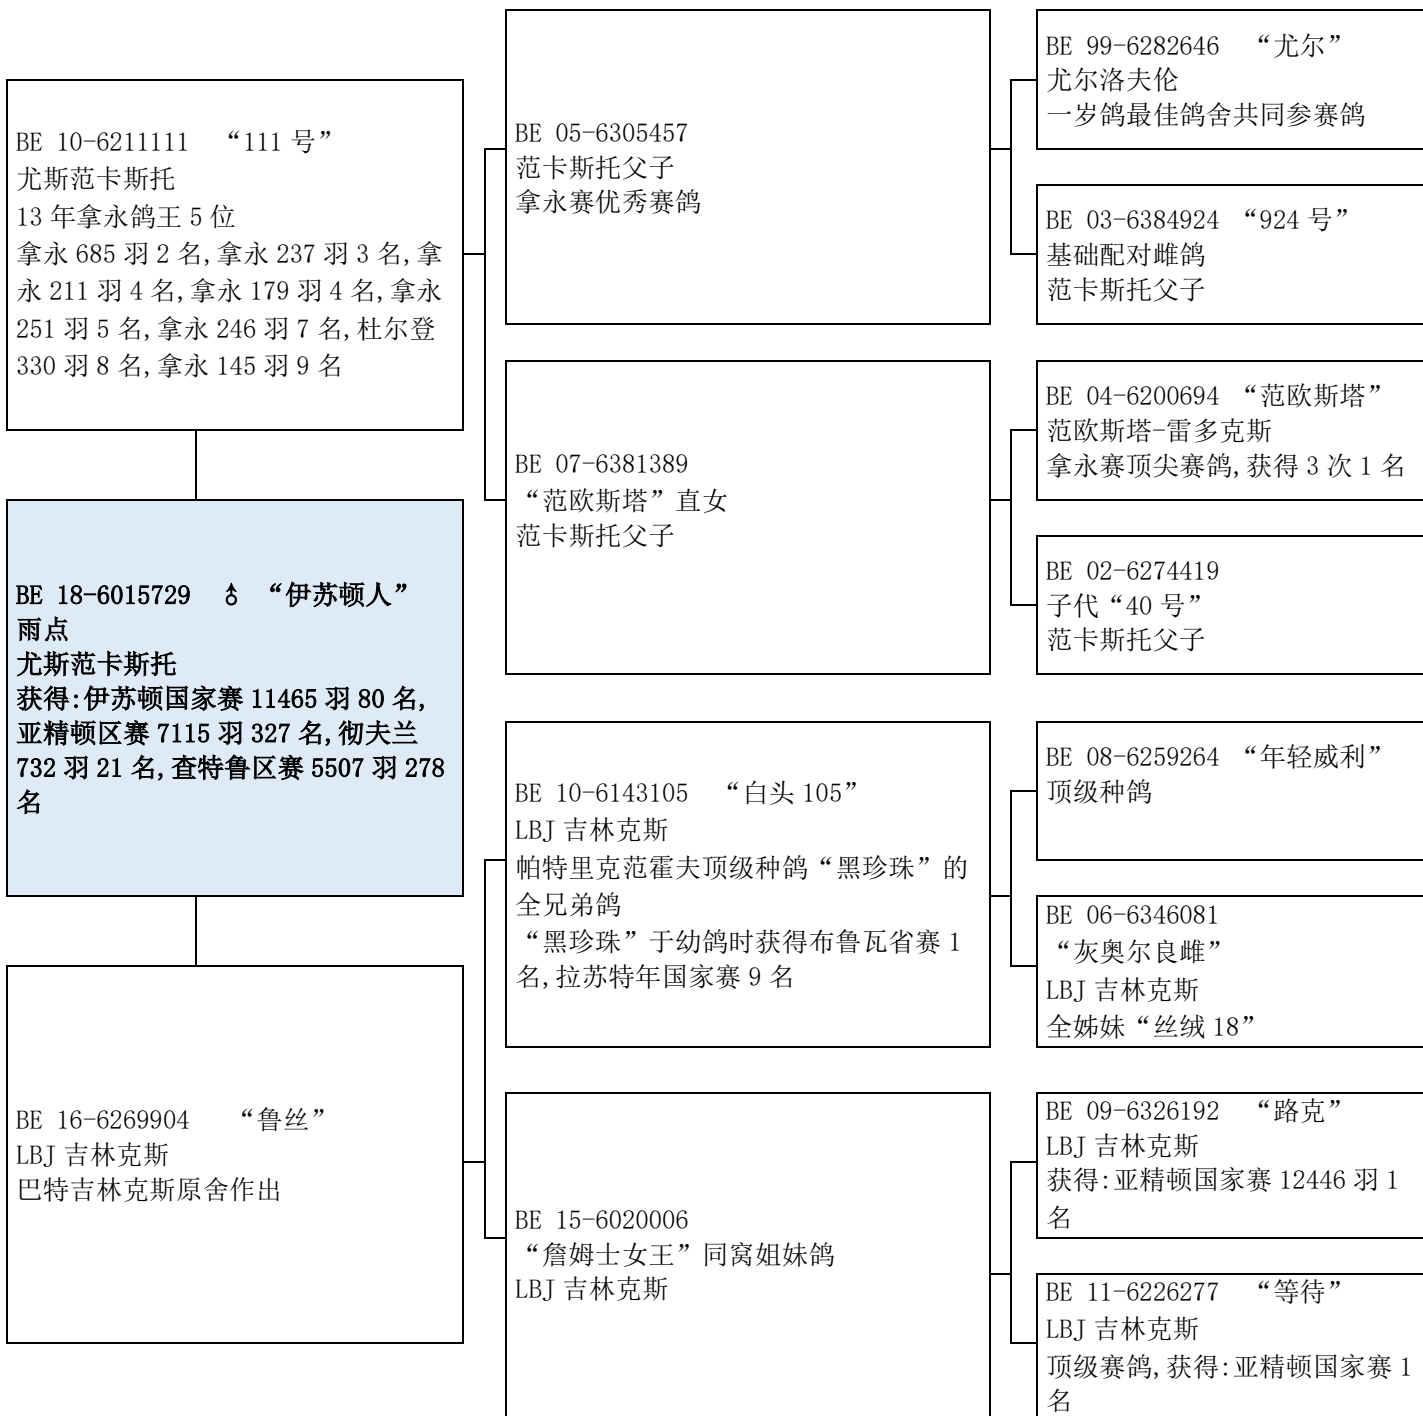 BE 10-6211111 “111 号”
尤斯范卡斯托
13 年拿永鸽王 5 位
拿永 685 羽 2 名,拿永 237 羽 3 名,拿
永 211 羽 4 名,拿永 179 羽 4 名,拿永
251 羽 5 名,拿永 246 羽 7 名,杜尔登
330 羽 8 名,拿永 145 羽 9 名
BE 18-6015729 ♂ “伊苏顿人”
雨点
尤斯范卡斯托
获得:伊苏顿国家赛 11465 羽 80 名,
亚精顿区赛 7115 羽 327 名,彻夫兰
732 羽 21 名,查特鲁区赛 5507 羽 278
名
BE 16-6269904 “鲁丝”
LBJ 吉林克斯
巴特吉林克斯原舍作出
BE 05-6305457
范卡斯托父子
拿永赛优秀赛鸽
BE 07-6381389
“范欧斯塔”直女
范卡斯托父子
BE 10-6143105 “白头 105”
LBJ 吉林克斯
帕特里克范霍夫顶级种鸽“黑珍珠”的
全兄弟鸽
“黑珍珠”于幼鸽时获得布鲁瓦省赛 1
名,拉苏特年国家赛 9 名
BE 15-6020006
“詹姆士女王”同窝姐妹鸽
LBJ 吉林克斯
BE 99-6282646 “尤尔”
尤尔洛夫伦
一岁鸽最佳鸽舍共同参赛鸽
BE 03-6384924 “924 号”
基础配对雌鸽
范卡斯托父子
BE 04-6200694 “范欧斯塔”
范欧斯塔-雷多克斯
拿永赛顶尖赛鸽,获得 3 次 1 名
BE 02-6274419
子代“40 号”
范卡斯托父子
BE 08-6259264 “年轻威利”
顶级种鸽
BE 06-6346081
“灰奥尔良雌”
LBJ 吉林克斯
全姊妹“丝绒 18”
BE 09-6326192 “路克”
LBJ 吉林克斯
获得:亚精顿国家赛 12446 羽 1
名
BE 11-6226277 “等待”
LBJ 吉林克斯
顶级赛鸽,获得:亚精顿国家赛 1
名